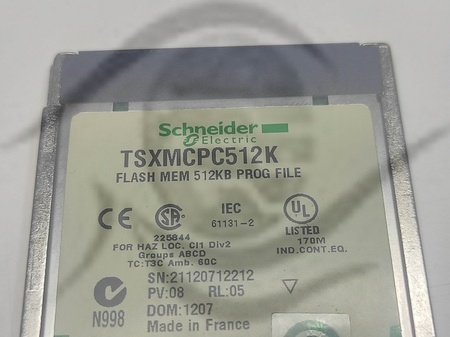 Schneider
Electric
TSXMCPC512K
FLASH MEM 512KB PROG FILE
CE SA IEC UL
225844 61131-2 LISTED
FOR HAZ LOC. Cl1 Div2 170M
Groups ABCD IND.CONT.EQ.
TC:T3C Amb. 60C
SN:21120712212
PV:08 RL:05
N998 DOM:1207
Made in France